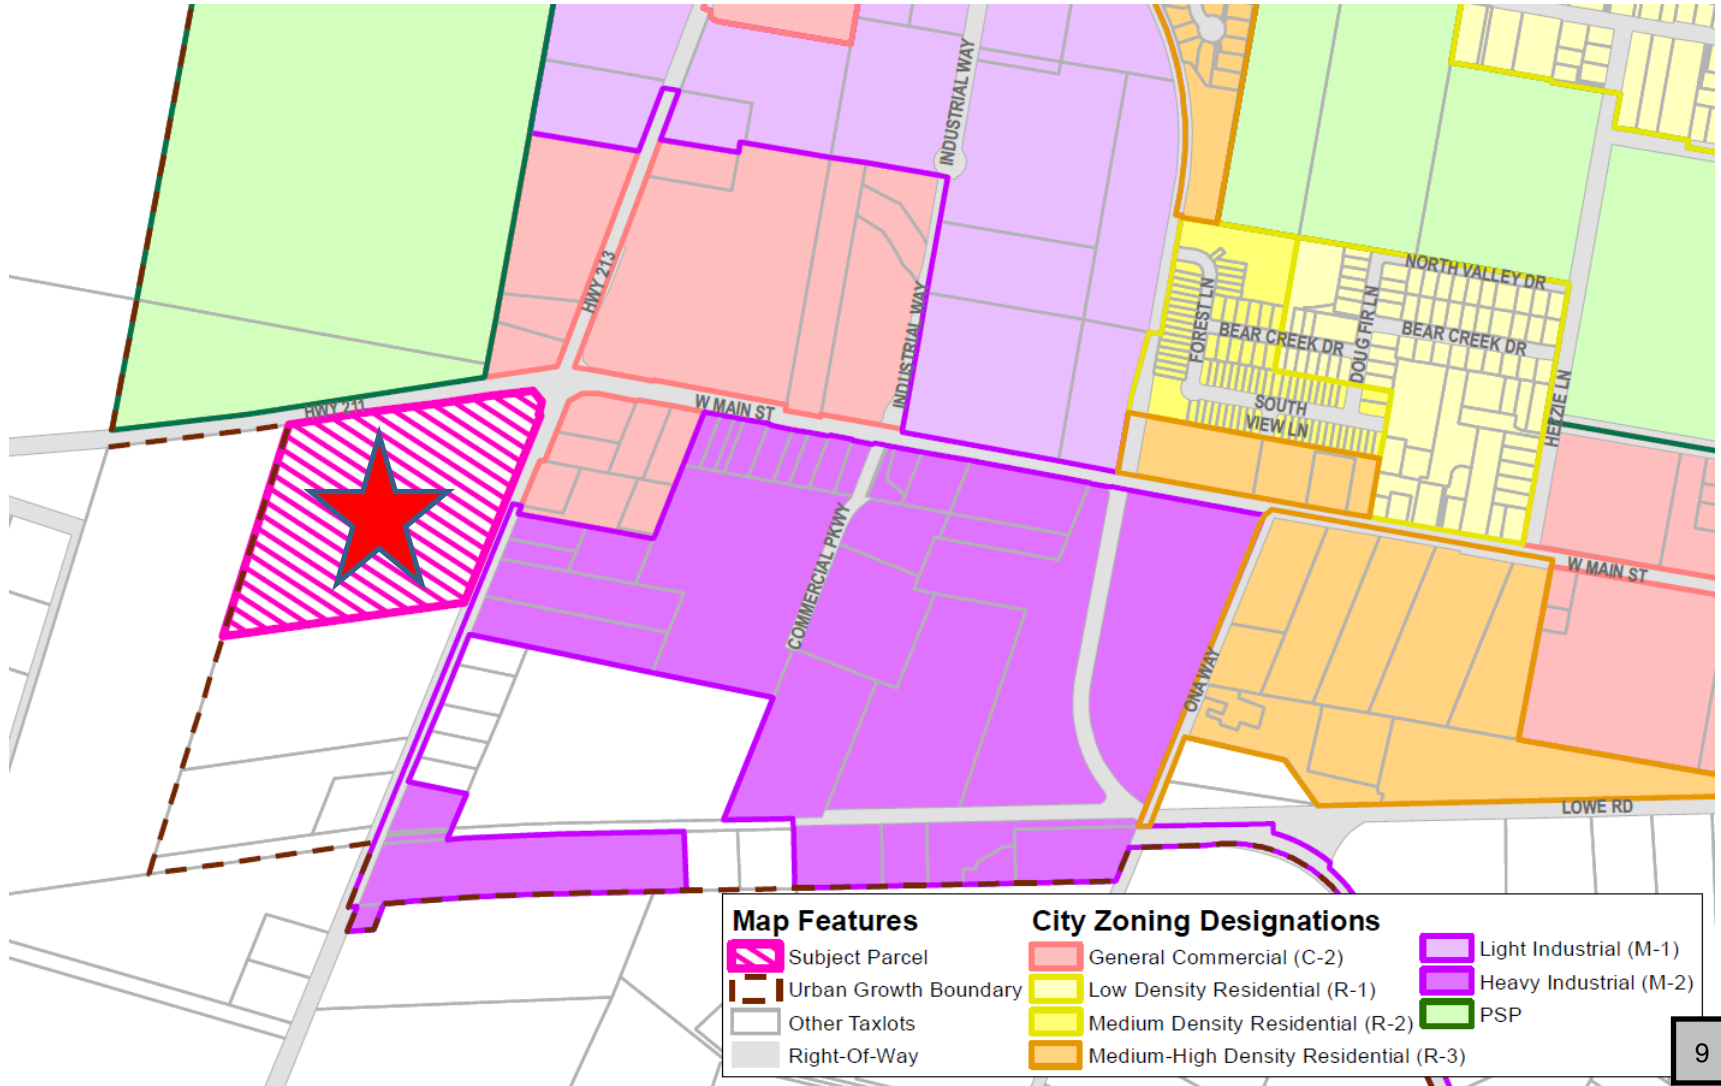 INDUSTRIAL WAY
HWY 213
INDUSTRIAL WAY
NORTH VALLEY DR
FOREST LN
BEAR CREEK DR
DOUG FIR LN
BEAR CREEK DR
HEZZIE LN
HWY 211
W MAIN ST
SOUTH
VIEW LN
COMMERCIAL PKWY
W MAIN ST
ONA WAY
LOWE RD
Map Features
Subject Parcel
Urban Growth Boundary
Other Taxlots
Right-Of-Way
City Zoning Designations
General Commercial (C-2)
Low Density Residential (R-1)
Medium Density Residential (R-2)
Medium-High Density Residential (R-3)
Light Industrial (M-1)
Heavy Industrial (M-2)
PSP
9